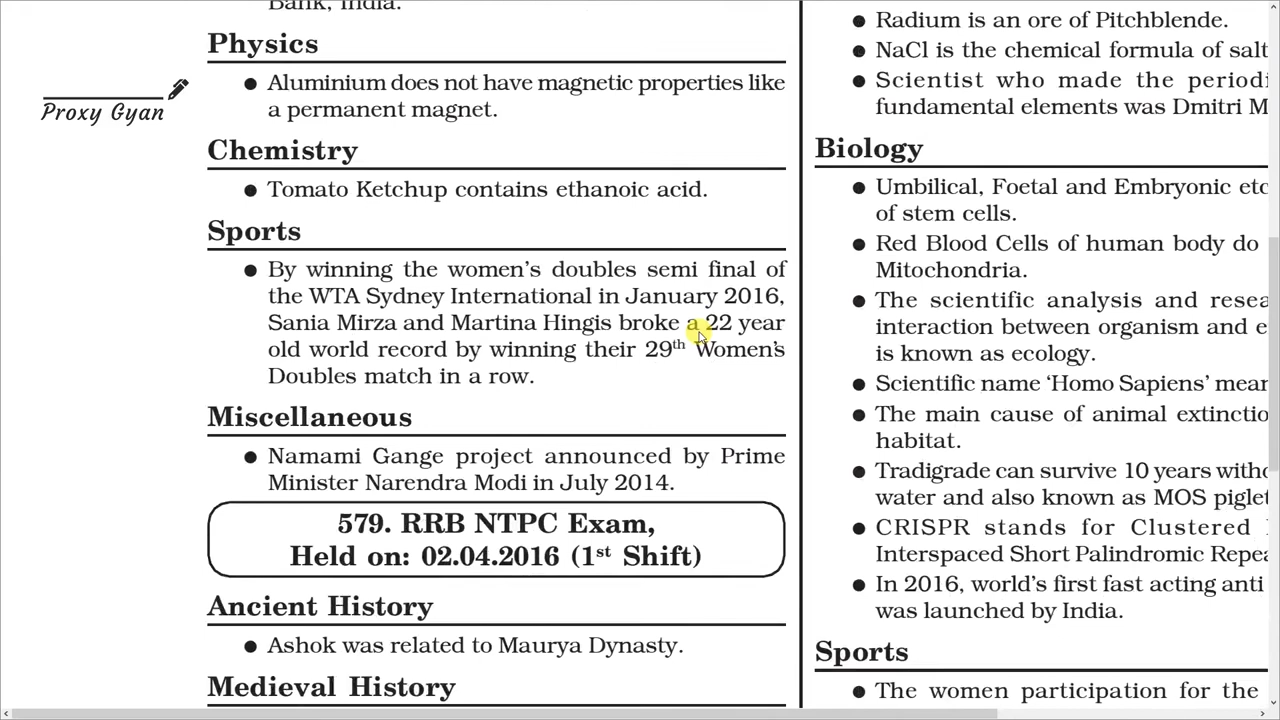 Bank, India.
Physics
● Aluminium does not have magnetic properties like
a permanent magnet.
Proxy Gyan
Chemistry
● Tomato Ketchup contains ethanoic acid.
Sports
● By winning the women's doubles semi final of
the WTA Sydney International in January 2016,
Sania Mirza and Martina Hingis broke a 22 year
old world record by winning their 29th Women's
Doubles match in a row.
Miscellaneous
● Namami Gange project announced by Prime
Minister Narendra Modi in July 2014.
579. RRB NTPC Exam,
Held on: 02.04.2016 (1st Shift)
Ancient History
● Ashok was related to Maurya Dynasty.
Medieval History
● Radium is an ore of Pitchblende.
● NaCl is the chemical formula of salt
● Scientist who made the periodi
fundamental elements was Dmitri M
Biology
● Umbilical, Foetal and Embryonic etc
of stem cells.
● Red Blood Cells of human body do
Mitochondria.
● The scientific analysis and resea
interaction between organism and e
is known as ecology.
● Scientific name 'Homo Sapiens' mean
● The main cause of animal extinctio
habitat.
● Tradigrade can survive 10 years witho
water and also known as MOS piglet
● CRISPR stands for Clustered
Interspaced Short Palindromic Repea
● In 2016, world's first fast acting anti
was launched by India.
Sports
● The women participation for the